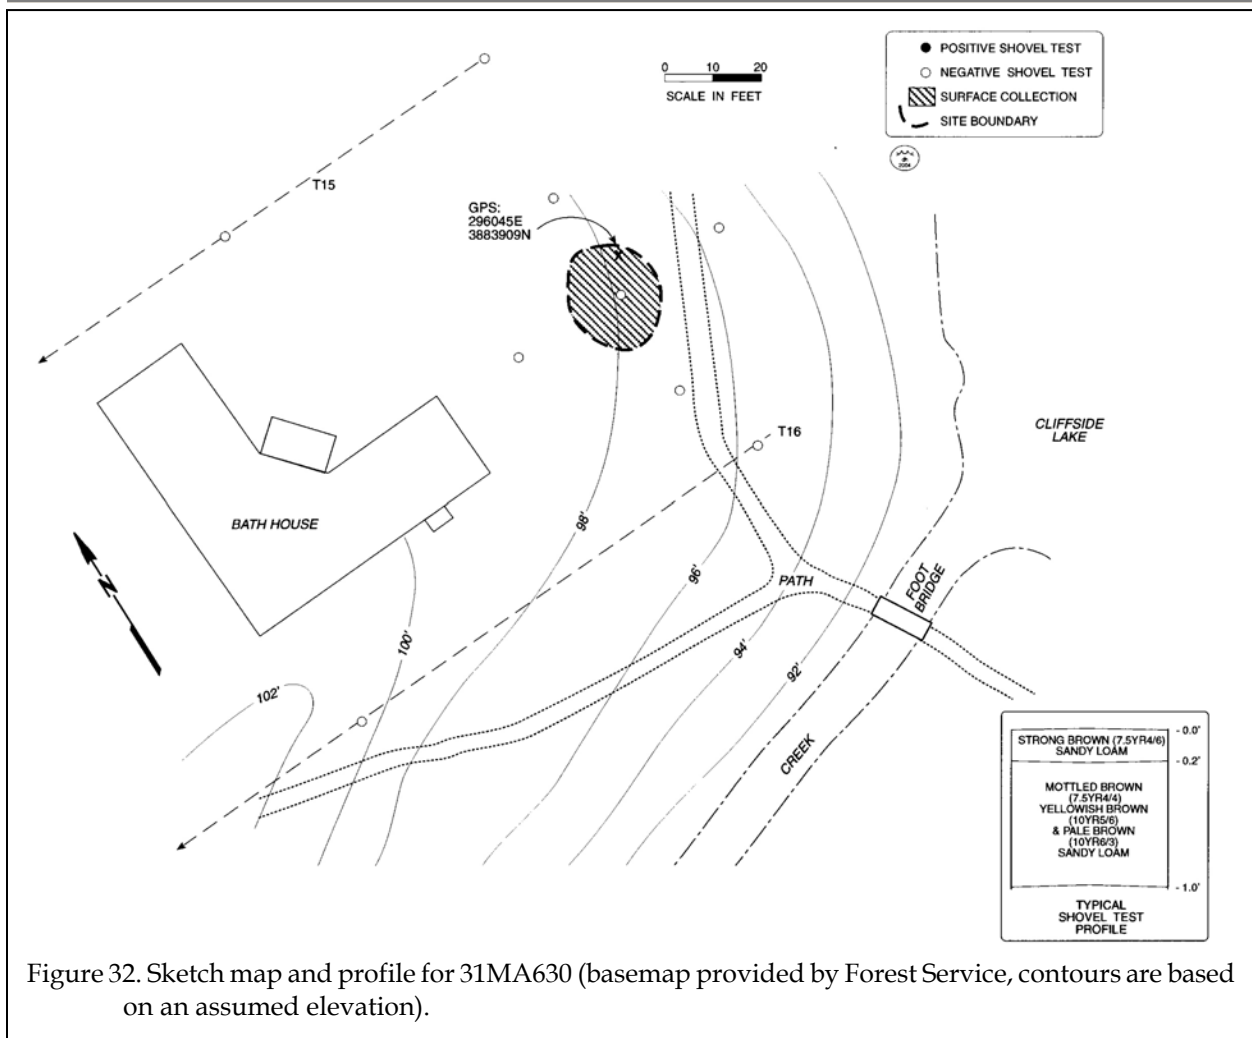 0 10 20
SCALE IN FEET
POSITIVE SHOVEL TEST
NEGATIVE SHOVEL TEST
SURFACE COLLECTION
SITE BOUNDARY
2004
T15
GPS:
296045E
3883909N
CLIFFSIDE
LAKE
T16
BATH HOUSE
N
98'
96'
PATH
FOOT
BRIDGE
100'
94'
92'
102'
CREEK
STRONG BROWN (7.5YR4/6)
SANDY LOAM
- 0.0'
- 0.2'
MOTTLED BROWN
(7.5YR4/4)
YELLOWISH BROWN
(10YR5/6)
& PALE BROWN
(10YR6/3)
SANDY LOAM
- 1.0'
TYPICAL
SHOVEL TEST
PROFILE
Figure 32. Sketch map and profile for 31MA630 (basemap provided by Forest Service, contours are based
on an assumed elevation).